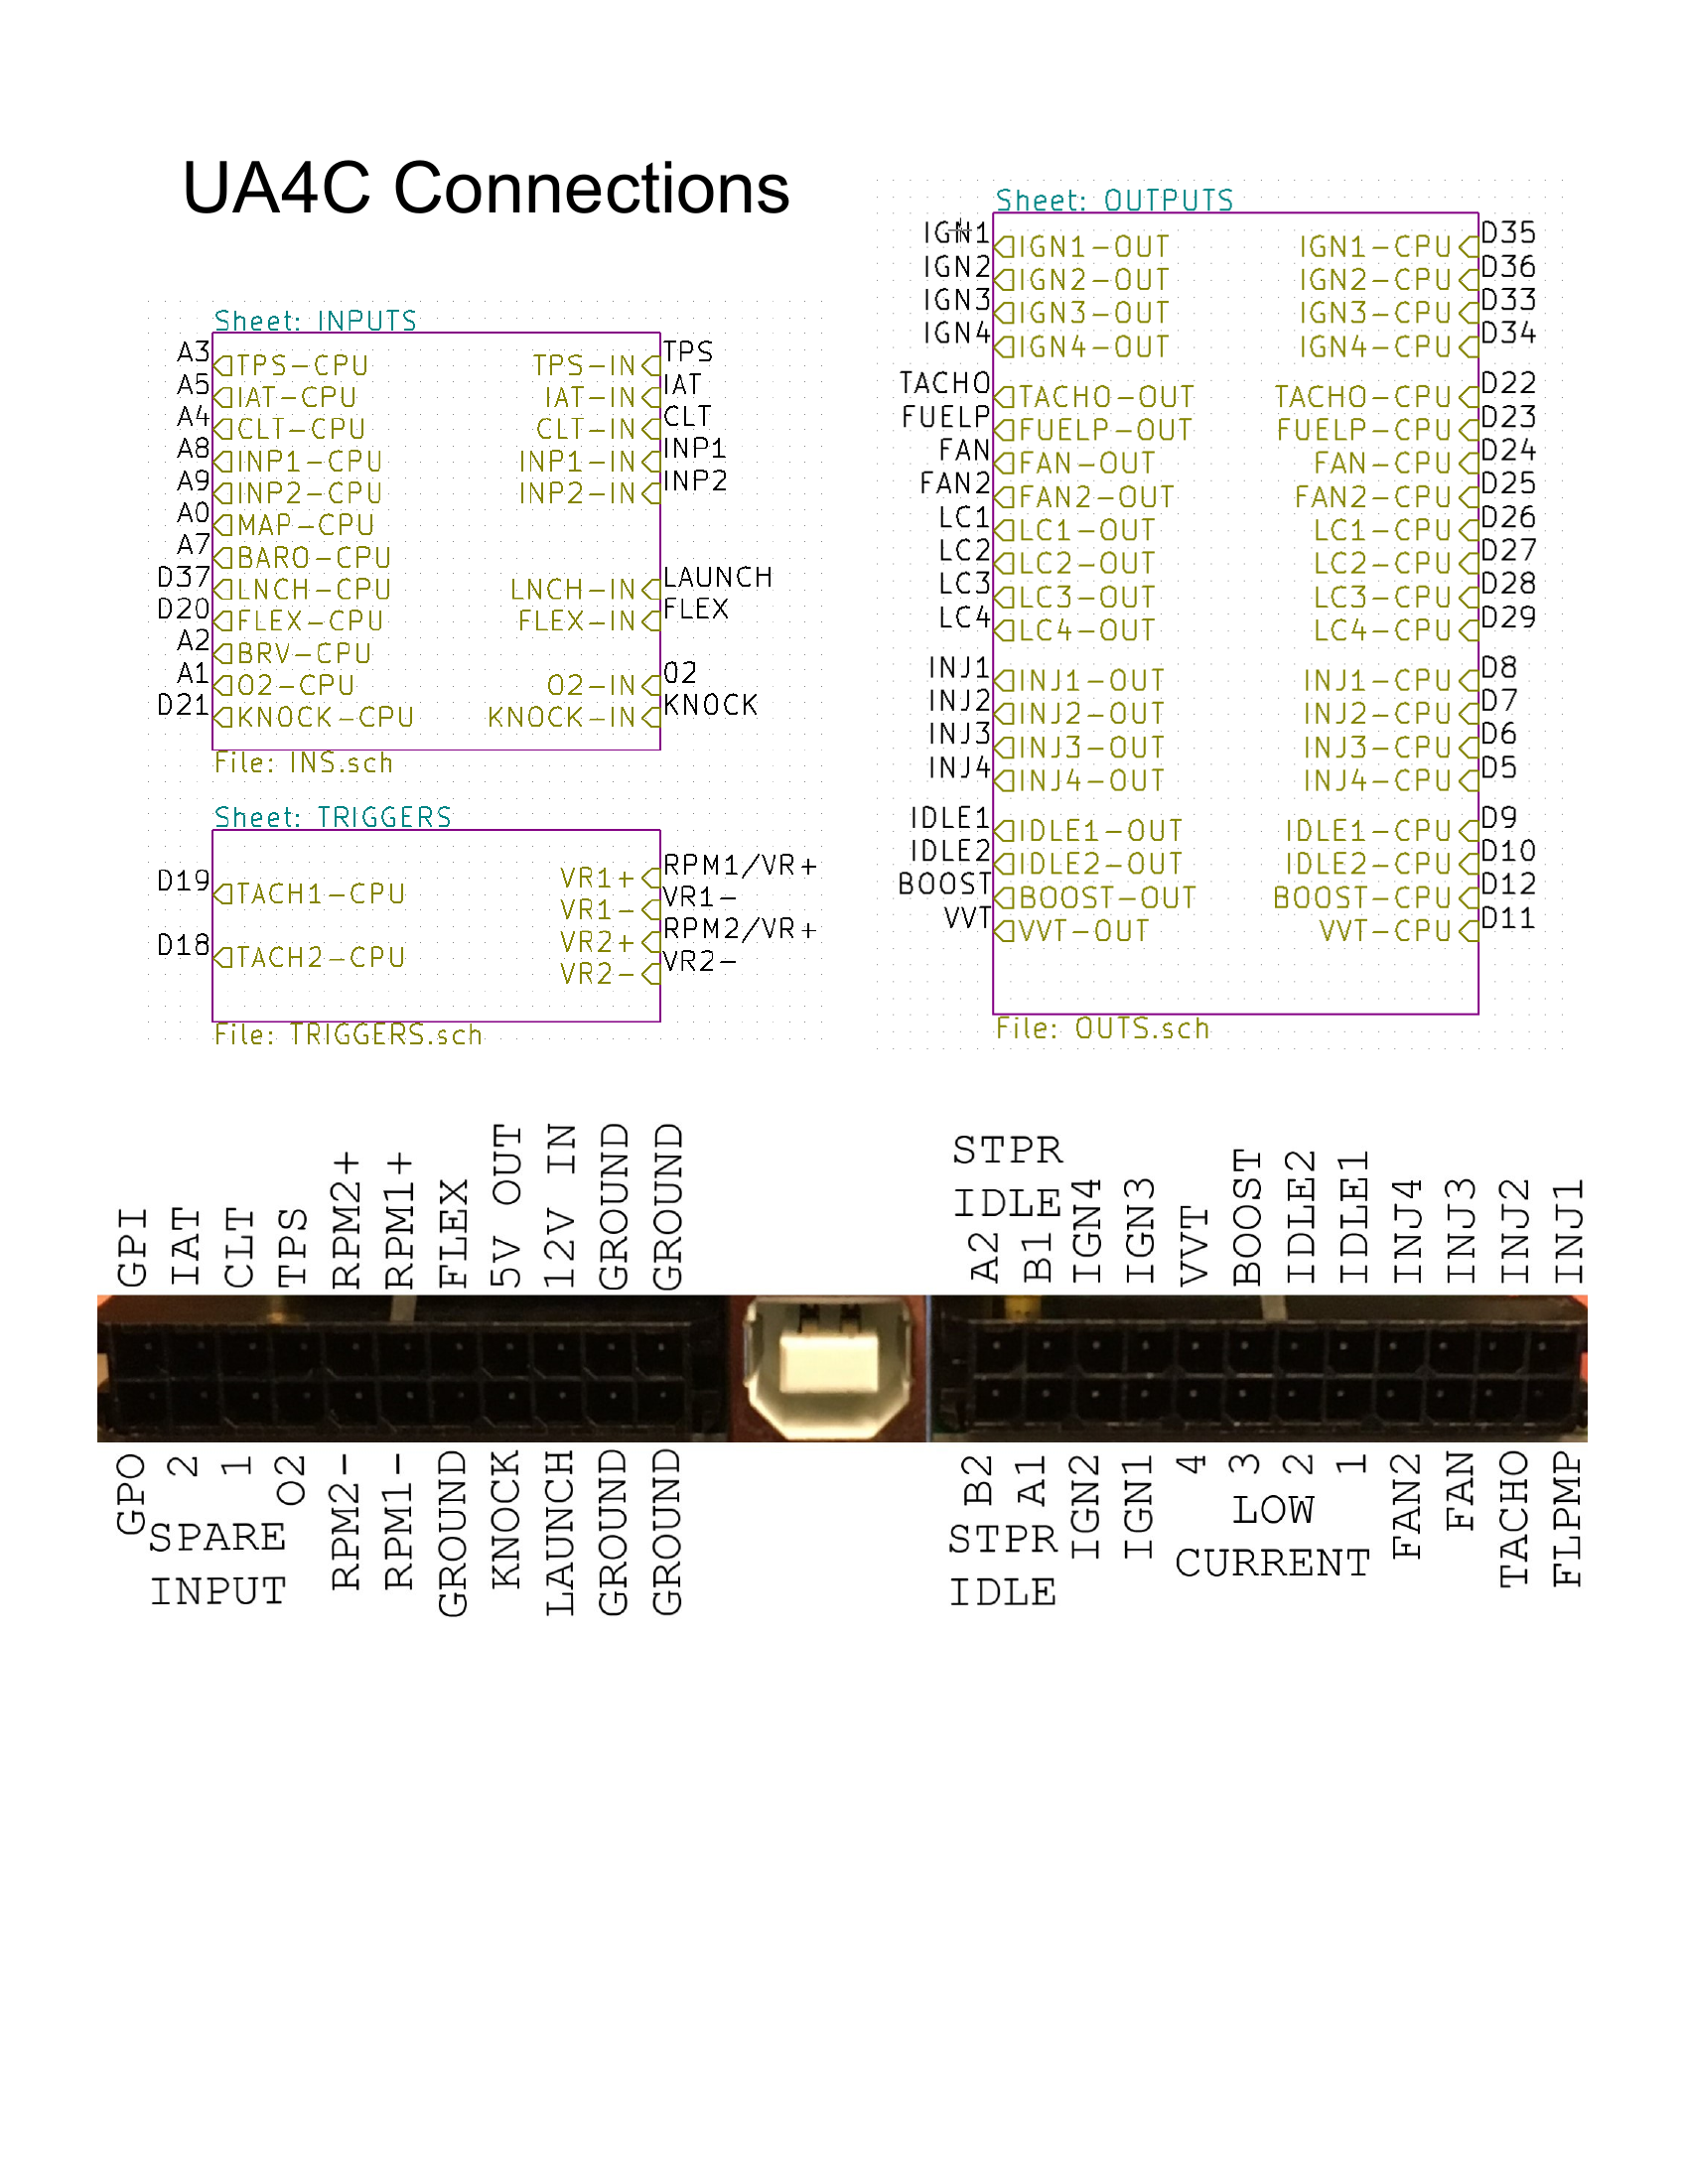 UA4C Connections
Sheet: INPUTS
A3 TPS-CPU TPS-IN TPS
A5 IAT-CPU IAT-IN IAT
A4 CLT-CPU CLT-IN CLT
A8 INP1-CPU INP1-IN INP1
A9 INP2-CPU INP2-IN INP2
A0 MAP-CPU
A7 BARO-CPU
D37 LNCH-CPU LNCH-IN LAUNCH
D20 FLEX-CPU FLEX-IN FLEX
A2 BRV-CPU
A1 O2-CPU O2-IN O2
D21 KNOCK-CPU KNOCK-IN KNOCK
File: INS.sch
Sheet: TRIGGERS
VR1+ RPM1/VR+
D19 TACH1-CPU
VR1- VR1-
VR2+ RPM2/VR+
D18 TACH2-CPU
VR2- VR2-
File: TRIGGERS.sch
Sheet: OUTPUTS
IGN1 IGN1-OUT IGN1-CPU D35
IGN2 IGN2-OUT IGN2-CPU D36
IGN3 IGN3-OUT IGN3-CPU D33
IGN4 IGN4-OUT IGN4-CPU D34
TACHO TACHO-OUT TACHO-CPU D22
FUELP FUELP-OUT FUELP-CPU D23
FAN FAN-OUT FAN-CPU D24
FAN2 FAN2-OUT FAN2-CPU D25
LC1 LC1-OUT LC1-CPU D26
LC2 LC2-OUT LC2-CPU D27
LC3 LC3-OUT LC3-CPU D28
LC4 LC4-OUT LC4-CPU D29
INJ1 INJ1-OUT INJ1-CPU D8
INJ2 INJ2-OUT INJ2-CPU D7
INJ3 INJ3-OUT INJ3-CPU D6
INJ4 INJ4-OUT INJ4-CPU D5
IDLE1 IDLE1-OUT IDLE1-CPU D9
IDLE2 IDLE2-OUT IDLE2-CPU D10
BOOST BOOST-OUT BOOST-CPU D12
VVT VVT-OUT VVT-CPU D11
File: OUTS.sch
GPI
IAT
CLT
TPS
RPM2+
RPM1+
FLEX
5V OUT
12V IN
GROUND
GROUND
STPR
IDLE
A2
B1
IGN4
IGN3
VVT
BOOST
IDLE2
IDLE1
INJ4
INJ3
INJ2
INJ1
GPO
2
1
SPARE
INPUT
O2
RPM2-
RPM1-
GROUND
KNOCK
LAUNCH
GROUND
GROUND
B2
A1
STPR
IDLE
IGN2
IGN1
4
3
2
1
LOW
CURRENT
FAN2
FAN
TACHO
FLPMP